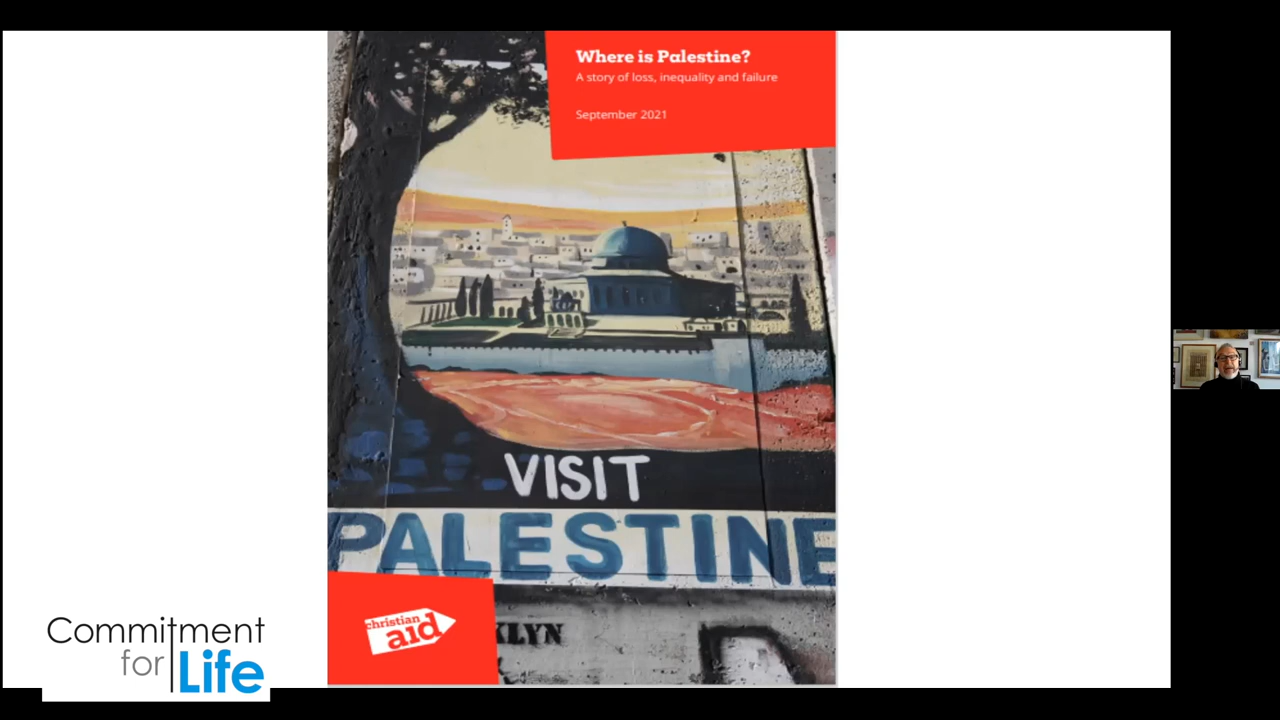 Where is Palestine?
A story of loss, inequality and failure
September 2021
VISIT
PALESTINE
christian
aid
KLYN
Commitment
for Life